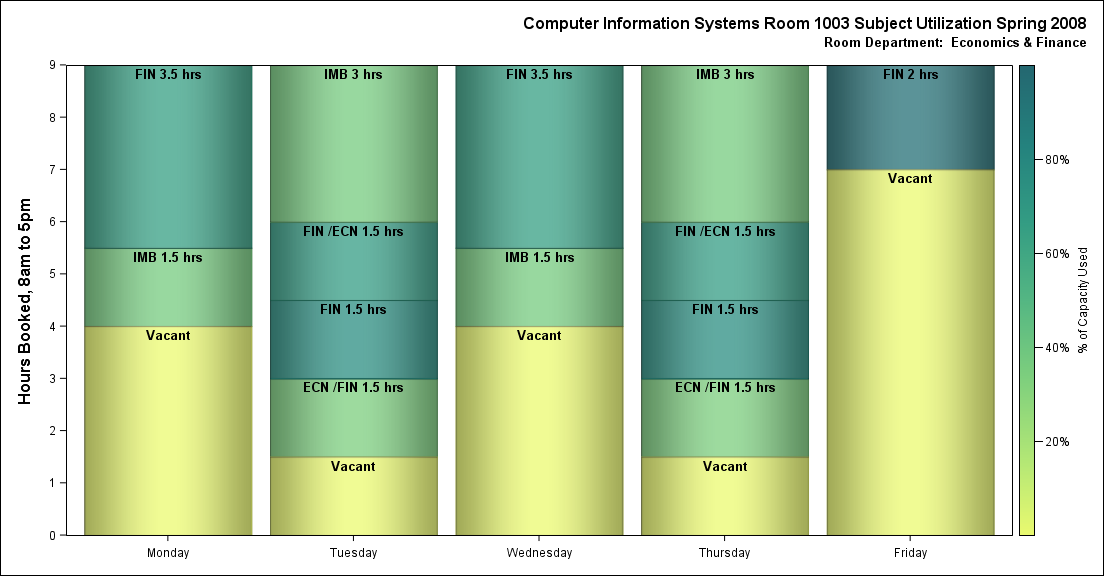 Computer Information Systems Room 1003 Subject Utilization Spring 2008
Room Department: Economics & Finance
Hours Booked, 8am to 5pm
9
8
7
6
5
4
3
2
1
0
FIN 3.5 hrs
IMB 1.5 hrs
Vacant
Monday
IMB 3 hrs
FIN /ECN 1.5 hrs
FIN 1.5 hrs
ECN /FIN 1.5 hrs
Vacant
Tuesday
FIN 3.5 hrs
IMB 1.5 hrs
Vacant
Wednesday
IMB 3 hrs
FIN /ECN 1.5 hrs
FIN 1.5 hrs
ECN /FIN 1.5 hrs
Vacant
Thursday
FIN 2 hrs
Vacant
Friday
80%
60%
40%
20%
% of Capacity Used